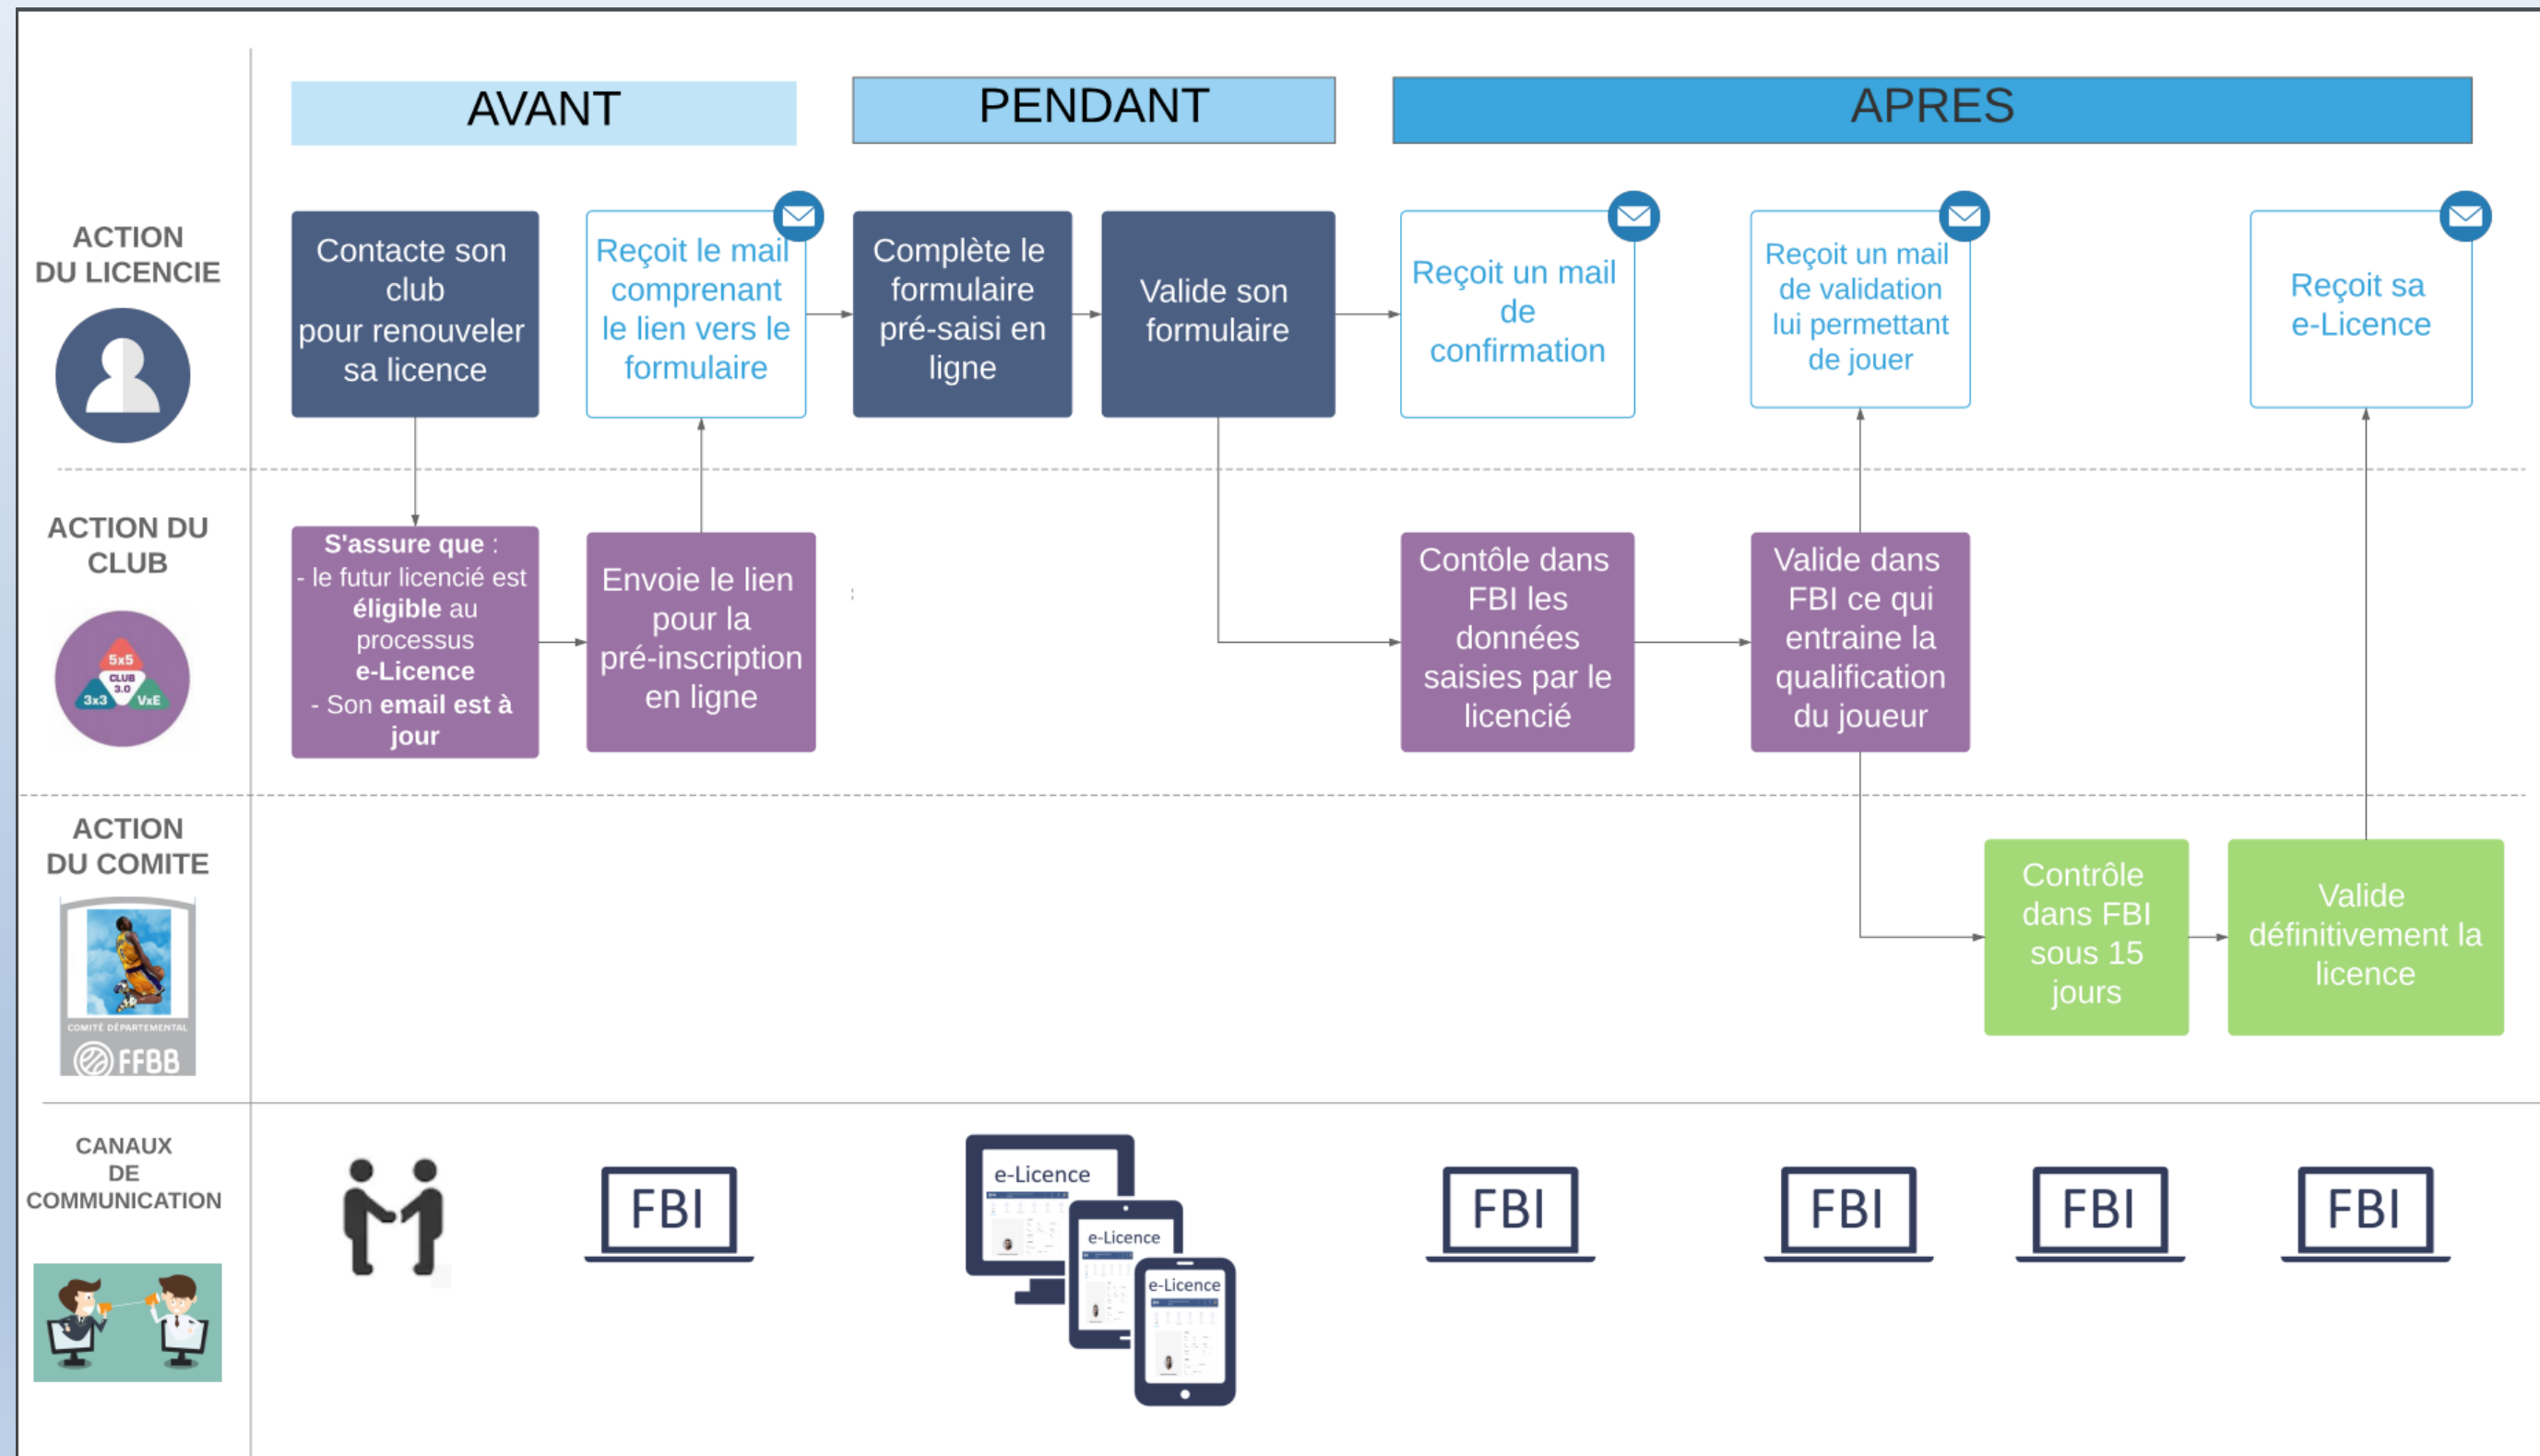 AVANT
PENDANT
APRES
ACTION
DU LICENCIE
Contacte son
club
pour renouveler
sa licence
Reçoit le mail
comprenant
le lien vers le
formulaire
Complète le
formulaire
pré-saisi en
ligne
Valide son
formulaire
Reçoit un mail
de
confirmation
Reçoit un mail
de validation
lui permettant
de jouer
Reçoit sa
e-Licence
ACTION DU
CLUB
5x5
CLUB
3.0
3x3
VxE
S'assure que :
- le futur licencié est
éligible au
processus
e-Licence
- Son email est à
jour
Envoie le lien
pour la
pré-inscription
en ligne
Contôle dans
FBI les
données
saisies par le
licencié
Valide dans
FBI ce qui
entraine la
qualification
du joueur
ACTION
DU COMITE
COMITÉ DÉPARTEMENTAL
FFBB
Contrôle
dans FBI
sous 15
jours
Valide
définitivement la
licence
CANAUX
DE
COMMUNICATION
FBI
e-Licence
e-Licence
e-Licence
FBI
FBI
FBI
FBI